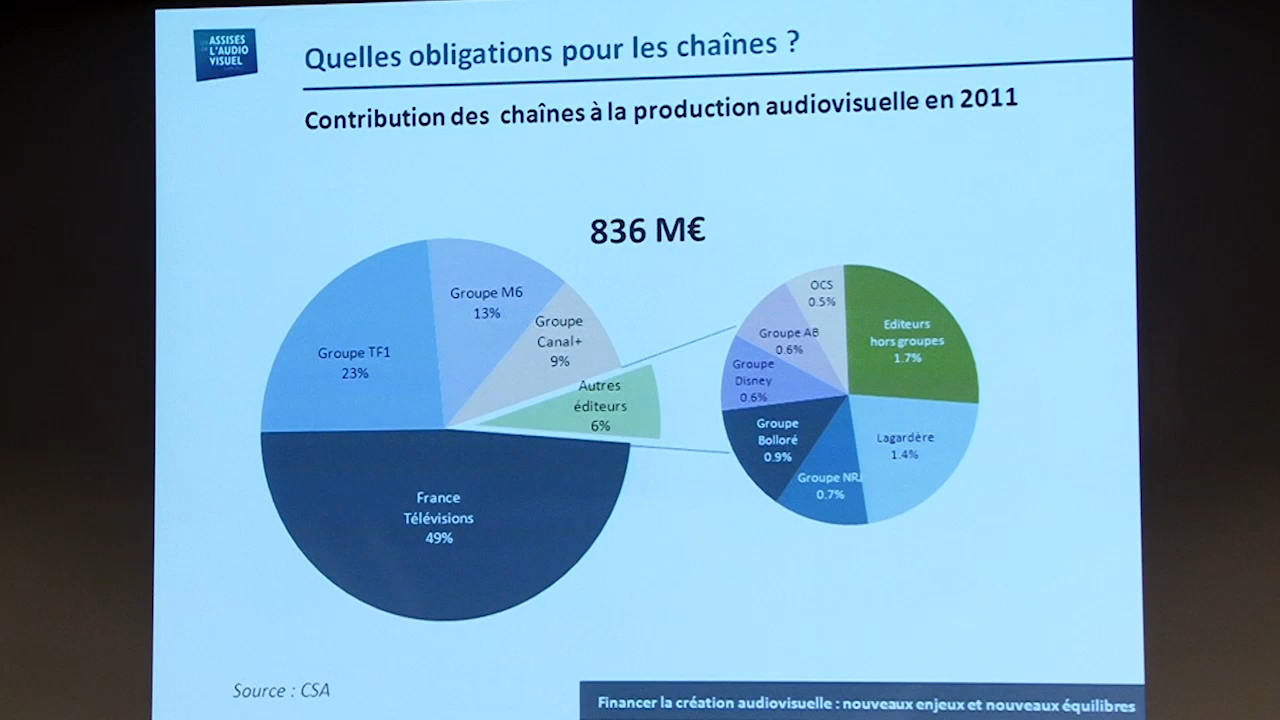 ASSISES
L'AUDIO
VISUEL
Quelles obligations pour les chaînes ?
Contribution des chaînes à la production audiovisuelle en 2011
836 M€
Groupe M6
13%
Groupe
Canal+
9%
Groupe TF1
23%
Autres
éditeurs
6%
France
Télévisions
49%
OCS
0.5%
Editeurs
hors groupes
1.7%
Groupe AB
0.6%
Groupe
Disney
0.6%
Groupe
Bolloré
0.9%
Lagardère
1.4%
Groupe NRJ
0.7%
Source : CSA
Financer la création audiovisuelle : nouveaux enjeux et nouveaux équilibres